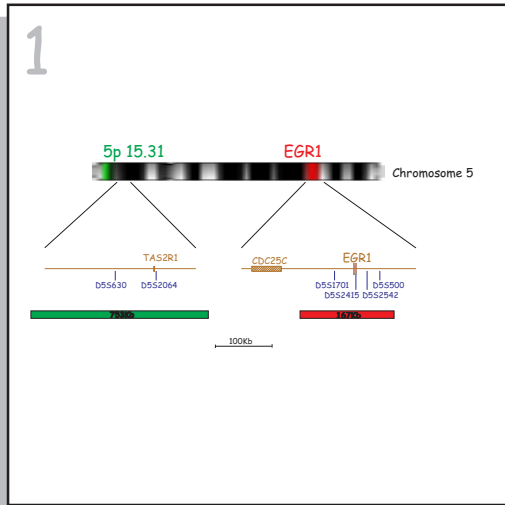 1
5p 15.31 EGR1
Chromosome 5
TAS2R1 CDC25C EGR1
D5S630 D5S2064 D5S1701 D5S500
D5S2415 D5S2542
753Kb 167Kb
100Kb